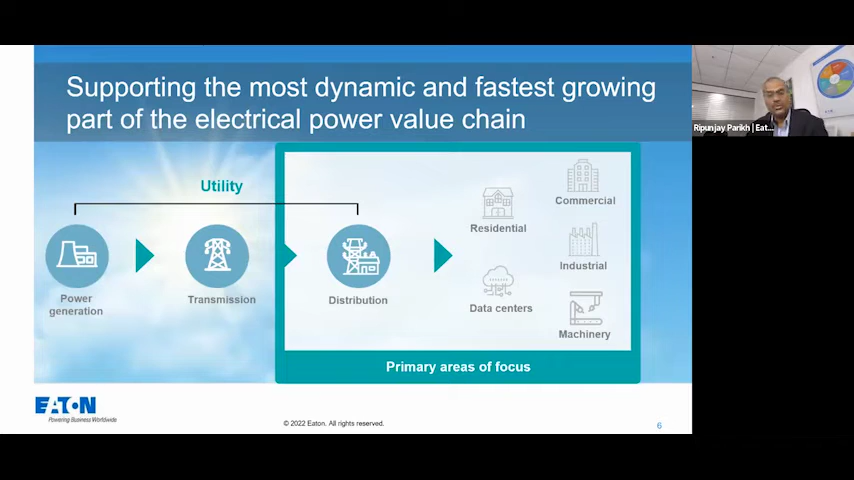 Supporting the most dynamic and fastest growing
part of the electrical power value chain
Ripunjay Parikh | Eat...
Utility
Commercial
Residential
Industrial
Power
generation
Transmission
Distribution
Data centers
Machinery
Primary areas of focus
EATON
Powering Business Worldwide
© 2022 Eaton. All rights reserved.
6